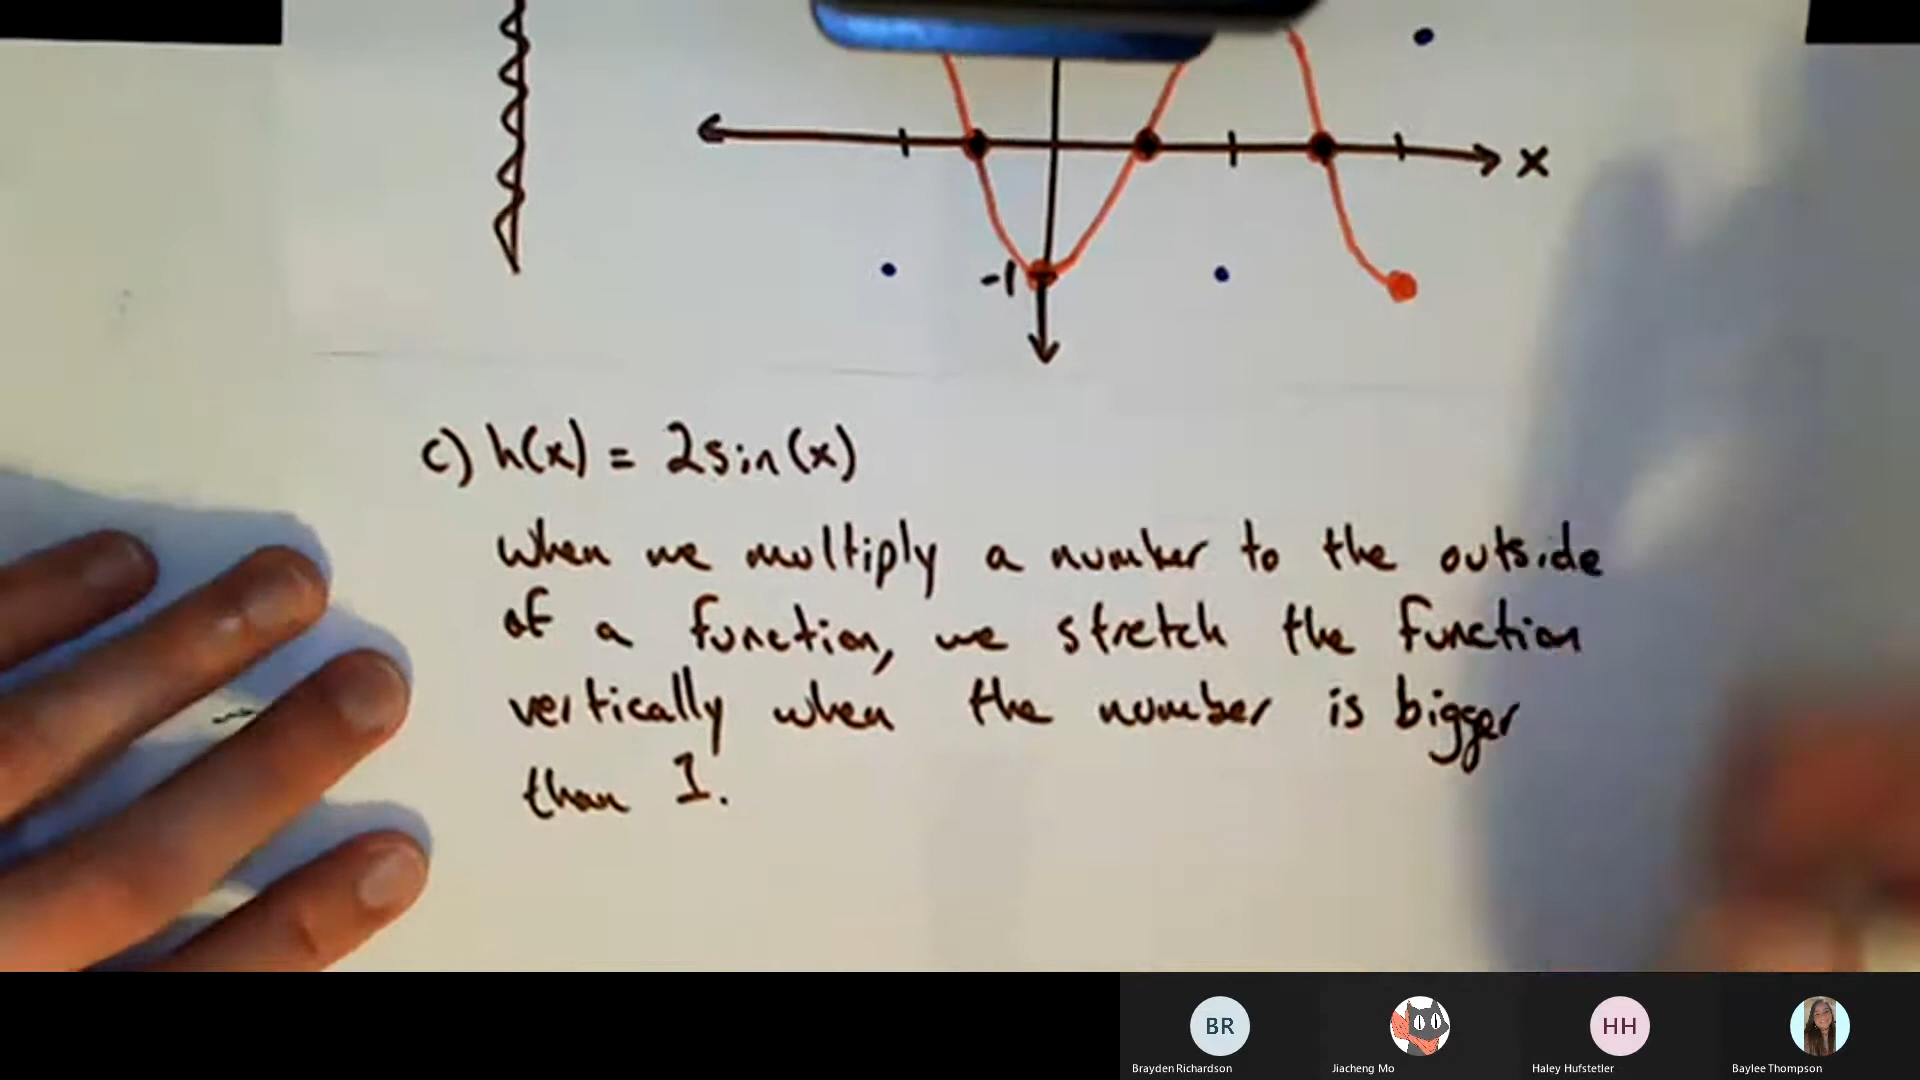 x
-1
c) h(x) = 2sin(x)
When we multiply a number to the outside
of a function, we stretch the function
vertically when the number is bigger
than 1.
BR
HH
Brayden Richardson
Jiacheng Mo
Haley Hufstetler
Baylee Thompson